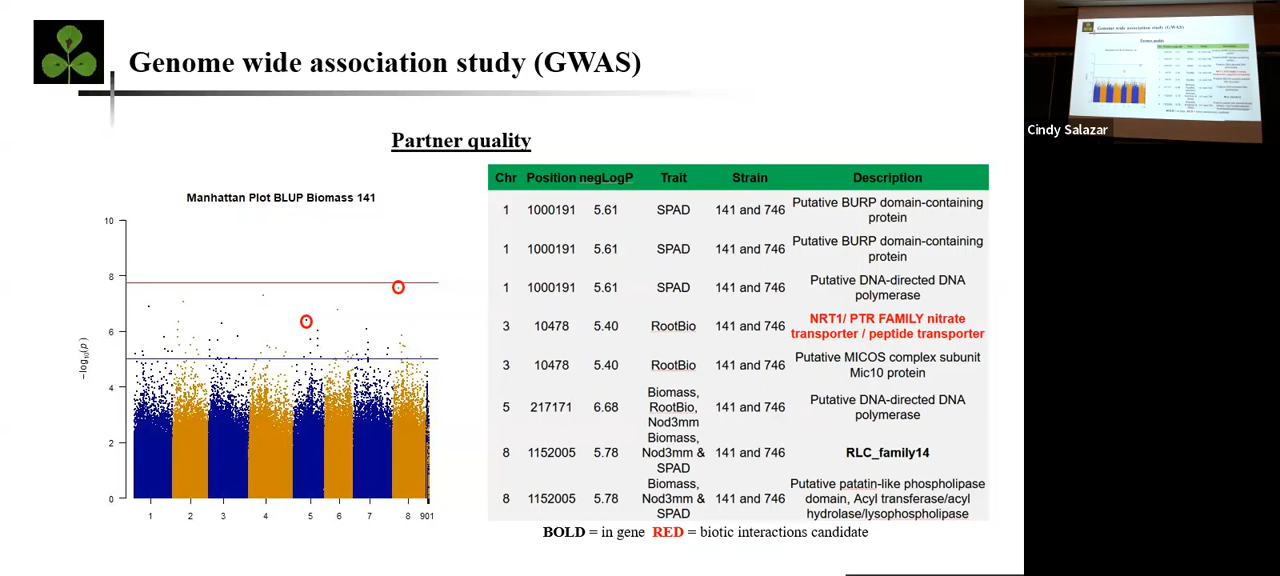 Genome wide association study (GWAS)
Partner quality
Manhattan Plot BLUP Biomass 141
10
8
6
4
2
0
−log10(p)
1 2 3 4 5 6 7 8 901
Chr Position negLogP Trait Strain Description
1 1000191 5.61 SPAD 141 and 746 Putative BURP domain-containing
protein
1 1000191 5.61 SPAD 141 and 746 Putative BURP domain-containing
protein
1 1000191 5.61 SPAD 141 and 746 Putative DNA-directed DNA
polymerase
3 10478 5.40 RootBio 141 and 746 NRT1/ PTR FAMILY nitrate
transporter / peptide transporter
3 10478 5.40 RootBio 141 and 746 Putative MICOS complex subunit
Mic10 protein
Biomass,
5 217171 6.68 RootBio, 141 and 746 Putative DNA-directed DNA
Nod3mm polymerase
Biomass,
8 1152005 5.78 Nod3mm & 141 and 746 RLC_family14
SPAD
Biomass, Putative patatin-like phospholipase
8 1152005 5.78 Nod3mm & 141 and 746 domain, Acyl transferase/acyl
SPAD hydrolase/lysophospholipase
BOLD = in gene RED = biotic interactions candidate
Genome wide association study (GWAS)
Partner quality
Cindy Salazar